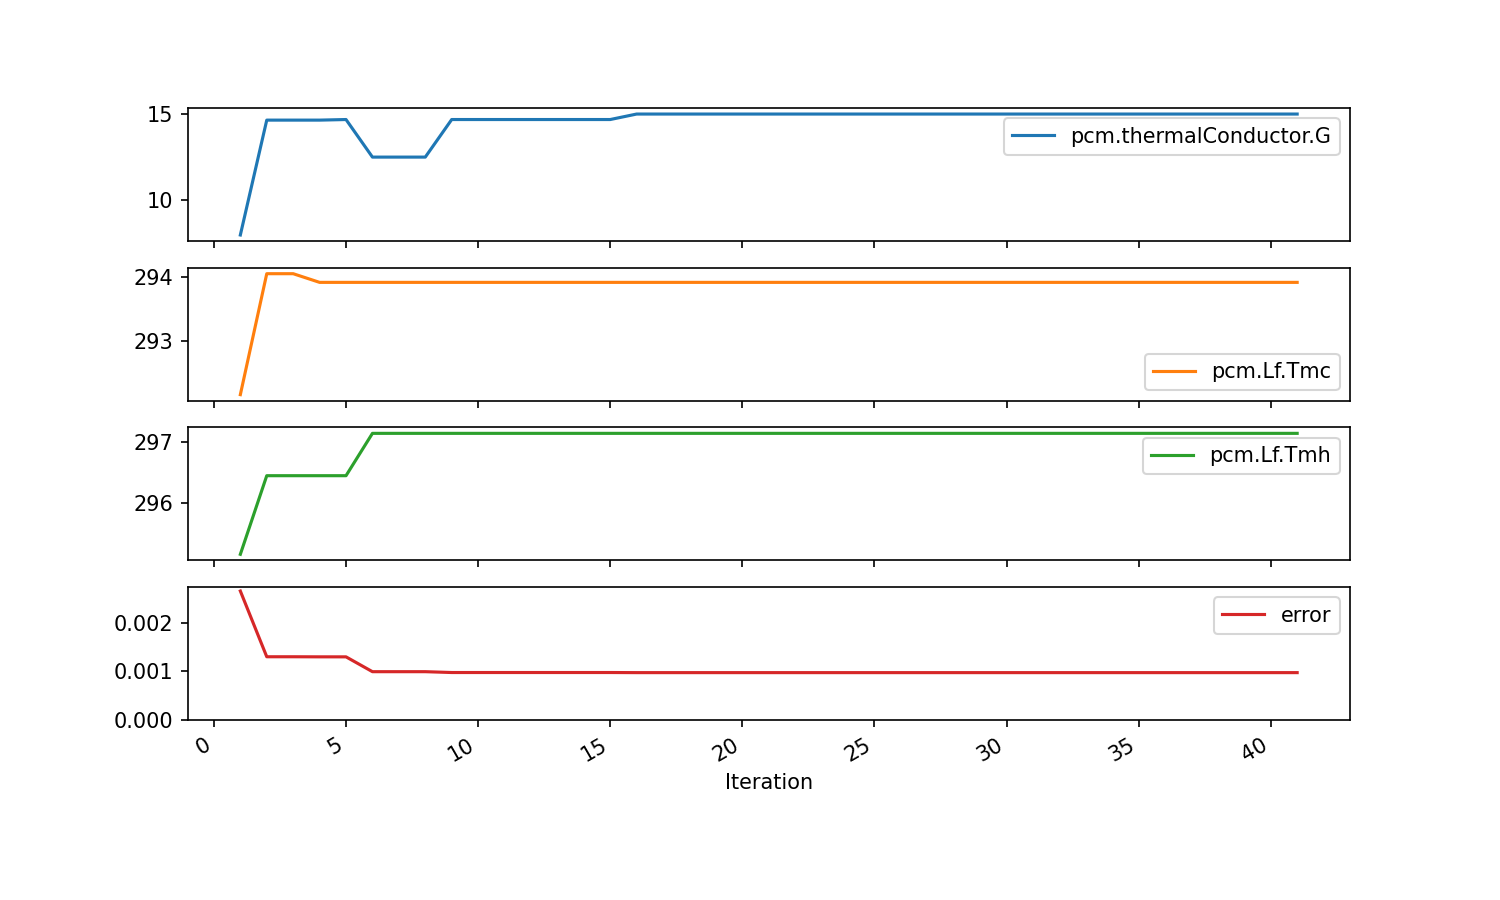 15
10
pcm.thermalConductor.G
294
293
pcm.Lf.Tmc
297
296
pcm.Lf.Tmh
0.002
0.001
0.000
error
0 5 10 15 20 25 30 35 40
Iteration